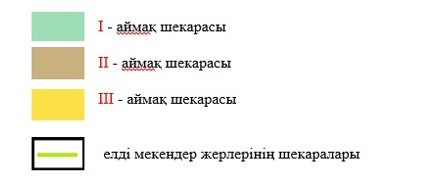 I - аймақ шекарасы
II - аймақ шекарасы
III - аймақ шекарасы
елді мекендер жерлерінің шекаралары